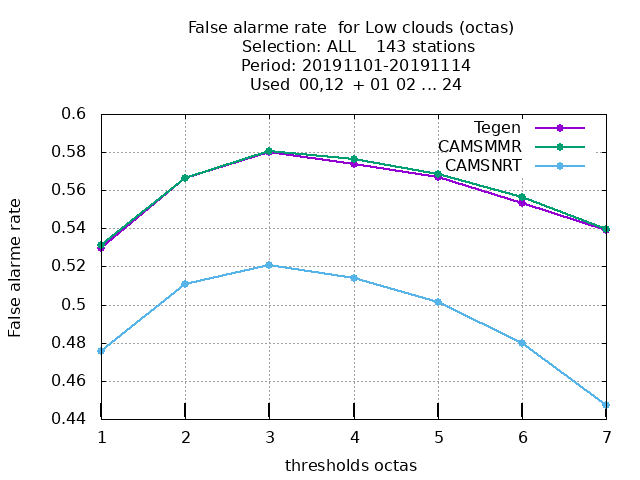 False alarme rate  for Low clouds (octas)
Selection: ALL    143 stations
Period: 20191101-20191114
Used  00,12  + 01 02 ... 24
0.6
0.58
0.56
0.54
0.52
0.5
0.48
0.46
0.44
False alarme rate
Tegen
CAMSMMR
CAMSNRT
1 2 3 4 5 6 7
thresholds octas